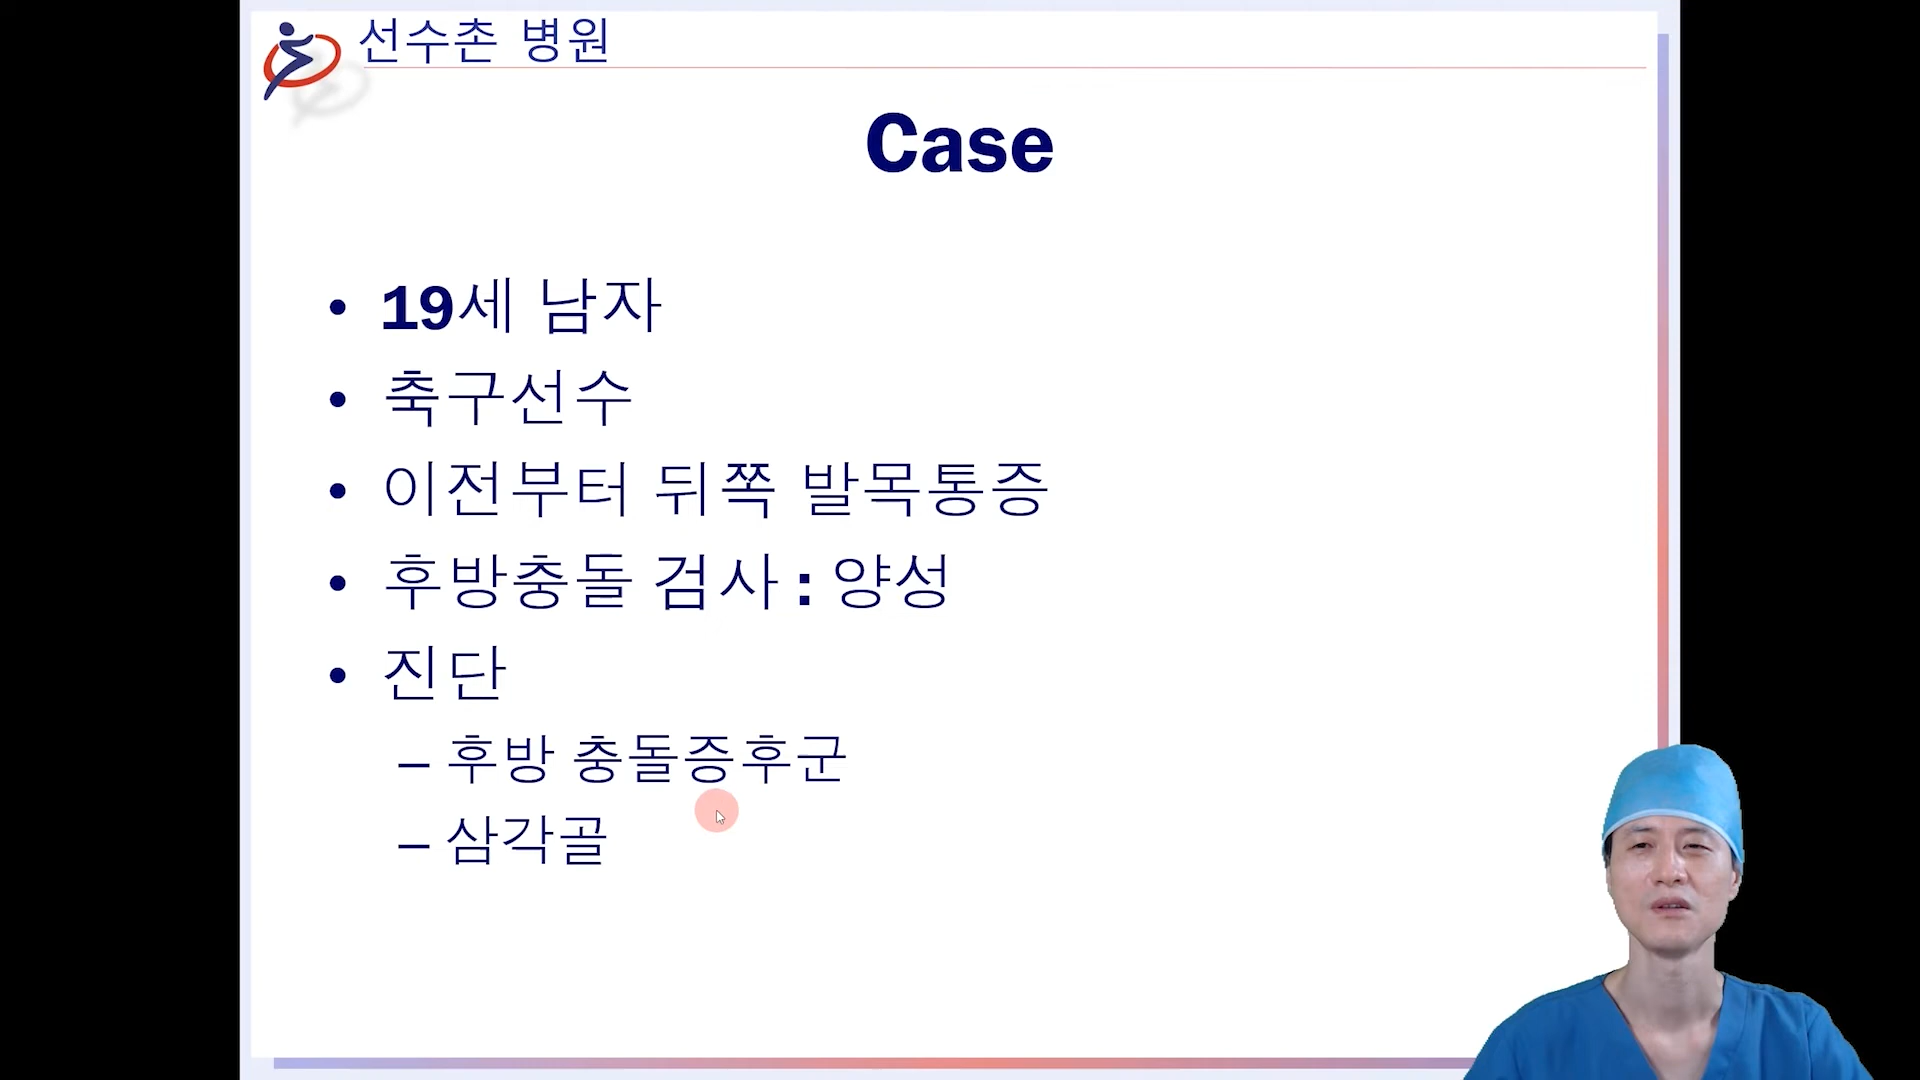 선수촌 병원
Case
• 19세 남자
• 축구선수
• 이전부터 뒤쪽 발목통증
• 후방충돌 검사 : 양성
• 진단
– 후방 충돌증후군
– 삼각골